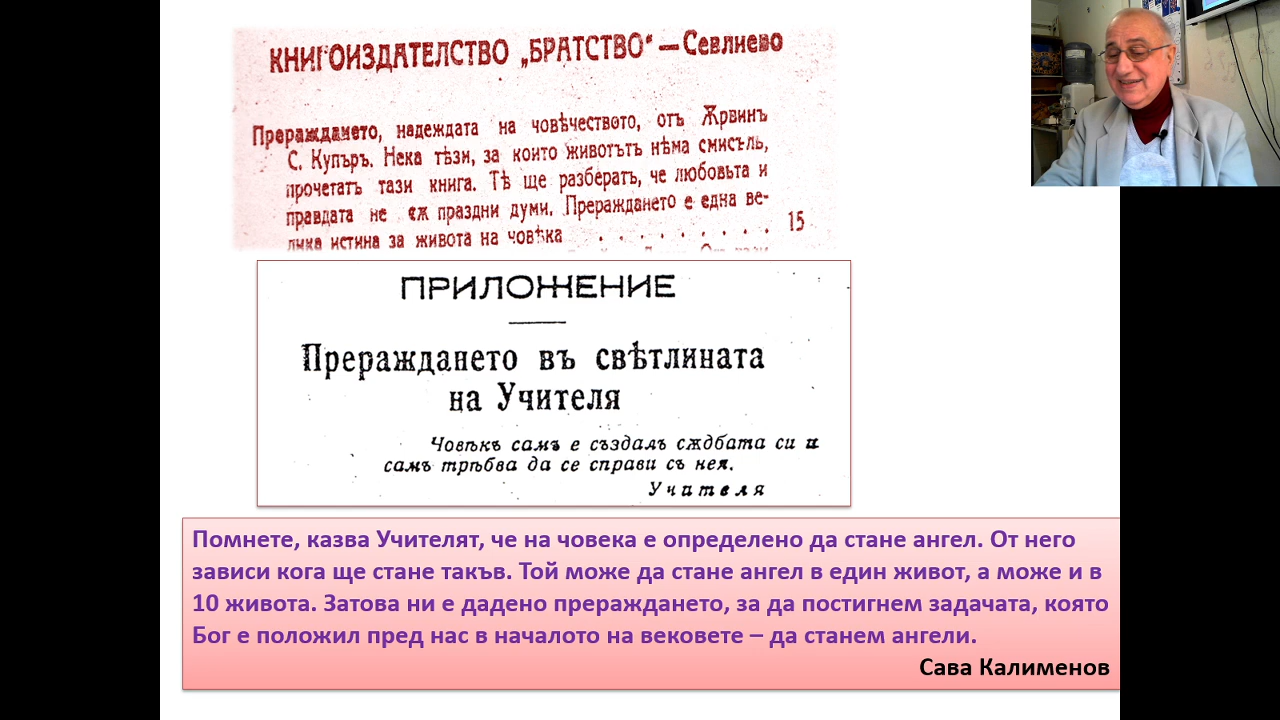 КНИГОИЗДАТЕЛСТВО „БРАТСТВО“ – Севлиево
Прераждането, надеждата на човѣчеството, отъ Ѫрвинъ
С. Купъръ. Нека тѣзи, за които животътъ нѣма смисъль,
прочетатъ тази книга. Тѣ ще разбератъ, че любовьта и
правдата не сѫ праздни думи. Прераждането е една ве-
лика истина за живота на човѣка . . . . . . . . . 15
ПРИЛОЖЕНИЕ
Прераждането въ свѣтлината
на Учителя
Човѣкъ самъ е създалъ сѫдбата си и
самъ трѣбва да се справи съ нея.
Учителя
Помнете, казва Учителят, че на човека е определено да стане ангел. От него
зависи кога ще стане такъв. Той може да стане ангел в един живот, а може и в
10 живота. Затова ни е дадено прераждането, за да постигнем задачата, която
Бог е положил пред нас в началото на вековете – да станем ангели.
Сава Калименов